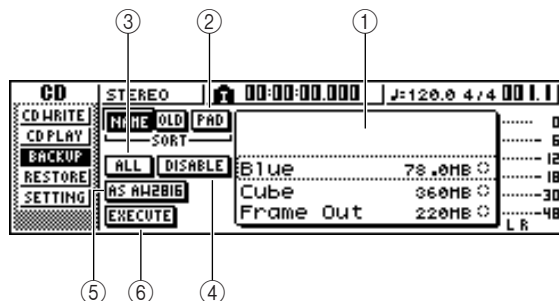 ③ ② ①
CD STEREO 00:00:00.000 ♩=120.0 4/4 001.1
CD WRITE NAME OLD PAD 0
CD PLAY SORT 6
BACKUP ALL DISABLE Blue 78.0MB 12
RESTORE AS AW2816 Cube 360MB 18
SETTING EXECUTE Frame Out 220MB 30
48
L R
⑤ ⑥ ④